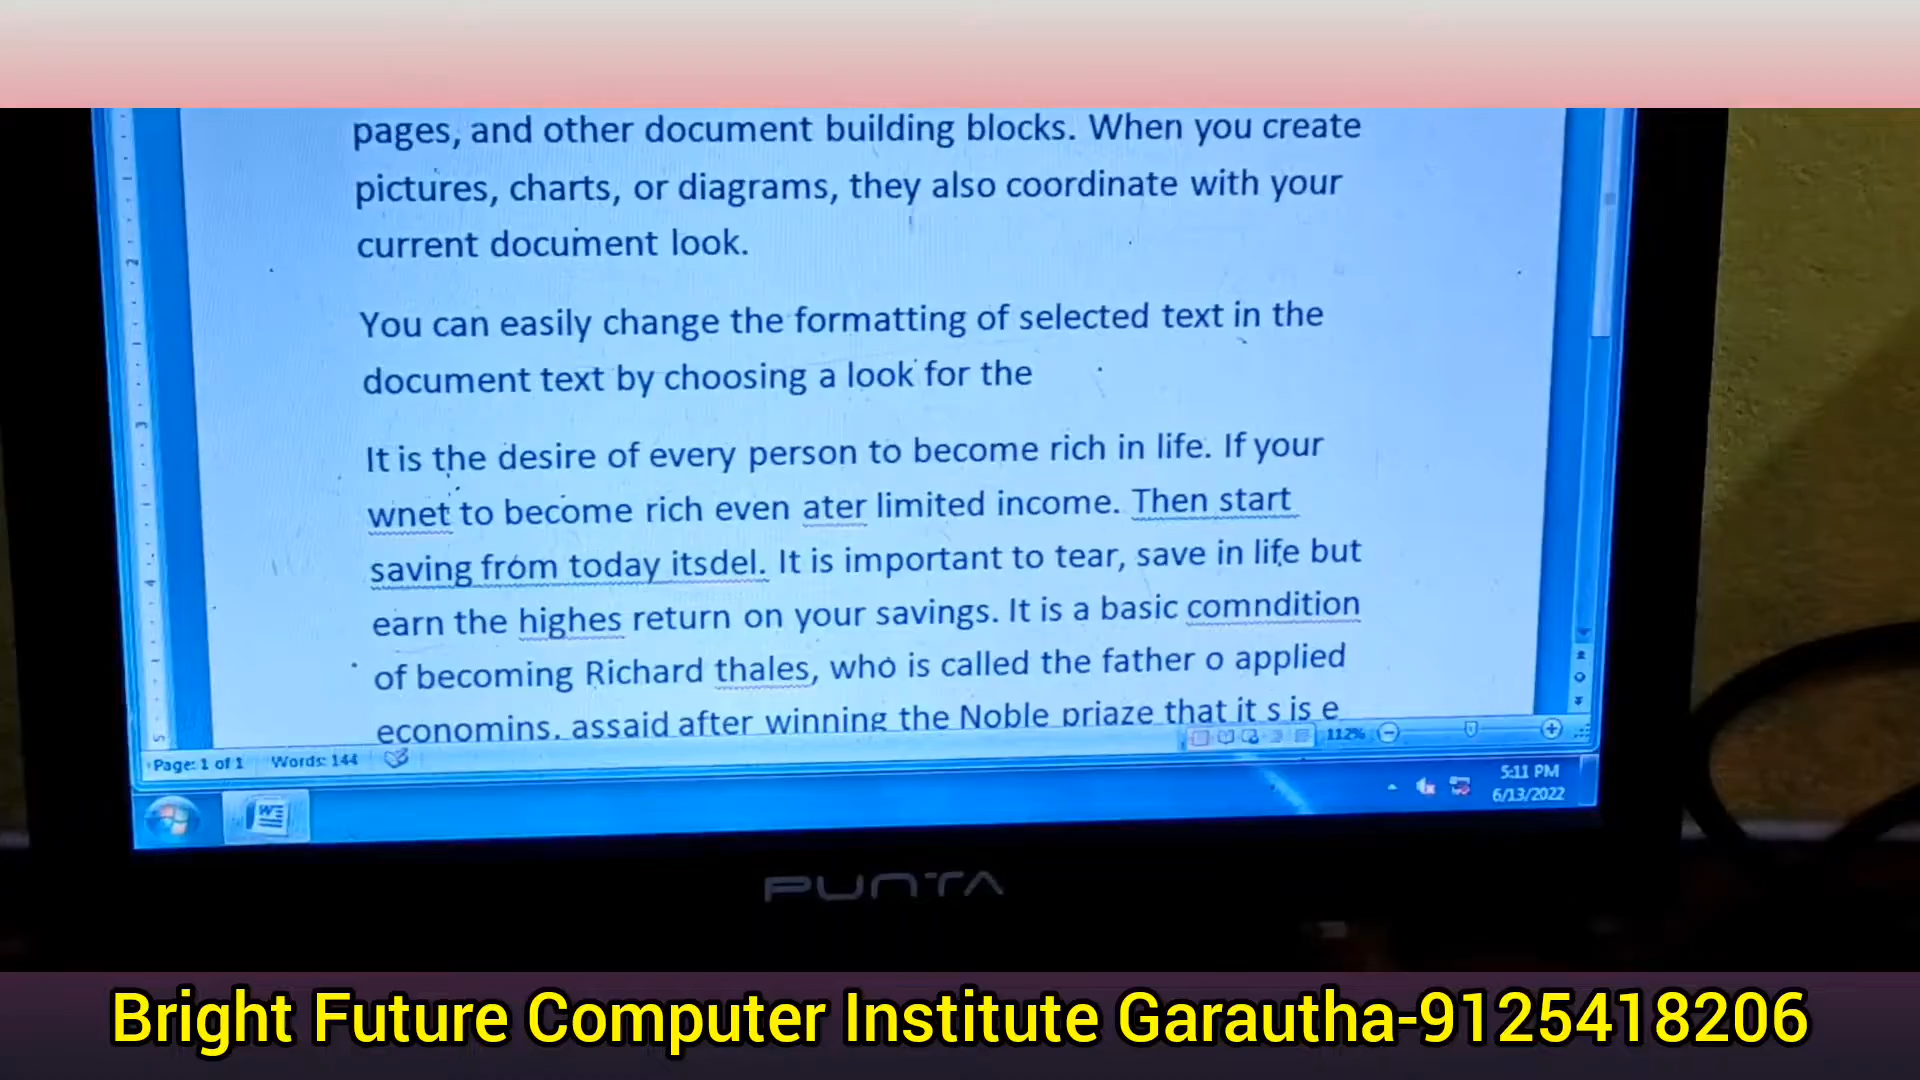 pages, and other document building blocks. When you create
pictures, charts, or diagrams, they also coordinate with your
current document look.
You can easily change the formatting of selected text in the
document text by choosing a look for the
It is the desire of every person to become rich in life. If your
wnet to become rich even ater limited income. Then start
saving from today itsdel. It is important to tear, save in life but
earn the highes return on your savings. It is a basic comndition
of becoming Richard thales, who is called the father o applied
economins. assaid after winning the Noble priaze that it s is e
Page: 1 of 1 Words: 144 112%
5:11 PM
6/13/2022
PUNTA
Bright Future Computer Institute Garautha-9125418206